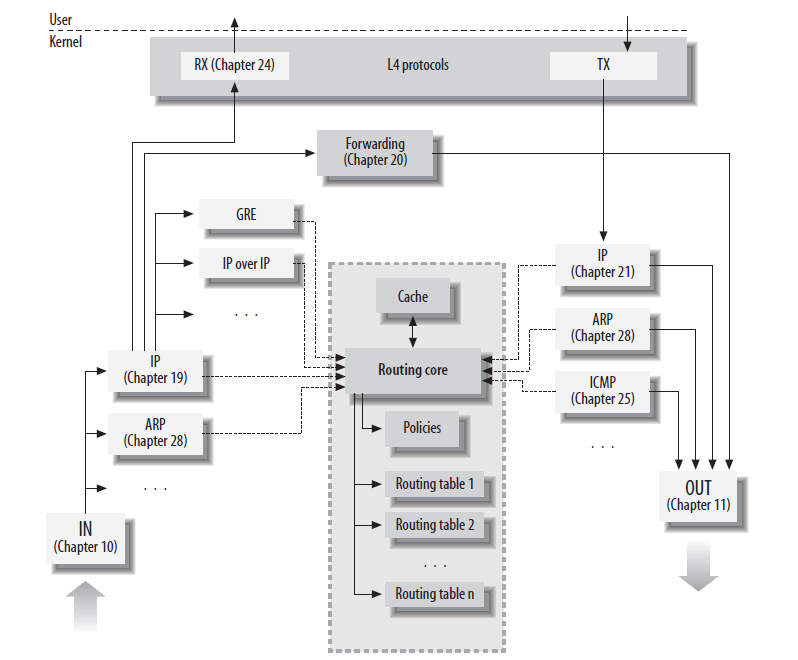 User
Kernel
RX (Chapter 24)
L4 protocols
TX
Forwarding
(Chapter 20)
GRE
IP over IP
. . .
IP
(Chapter 19)
ARP
(Chapter 28)
. . .
IN
(Chapter 10)
Cache
Routing core
Policies
Routing table 1
Routing table 2
. . .
Routing table n
IP
(Chapter 21)
ARP
(Chapter 28)
ICMP
(Chapter 25)
. . .
OUT
(Chapter 11)